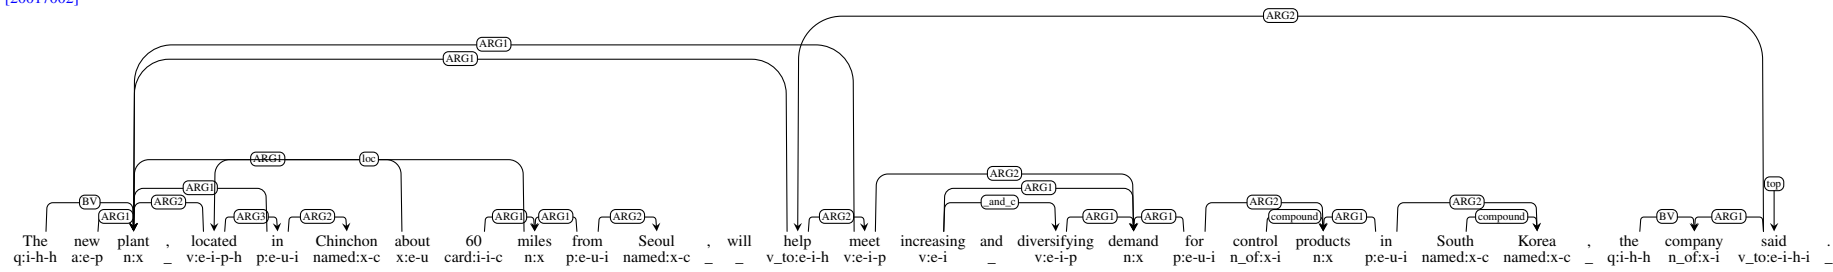 [20017002]
ARG2
ARG1
ARG1
ARG1 loc
ARG2
top
ARG1 ARG1
BV ARG2 _and_c ARG2 ARG2
ARG1 ARG3 ARG2 ARG1 ARG1 ARG2 ARG2 ARG1 ARG1 compound ARG1 compound BV ARG1
The new plant , located in Chinchon about 60 miles from Seoul , will help meet increasing and diversifying demand for control products in South Korea , the company said .
q:i-h-h a:e-p n:x _ v:e-i-p-h p:e-u-i named:x-c x:e-u card:i-i-c n:x p:e-u-i named:x-c _ _ v_to:e-i-h v:e-i-p v:e-i _ v:e-i-p n:x p:e-u-i n_of:x-i n:x p:e-u-i named:x-c named:x-c _ q:i-h-h n_of:x-i v_to:e-i-h-i _